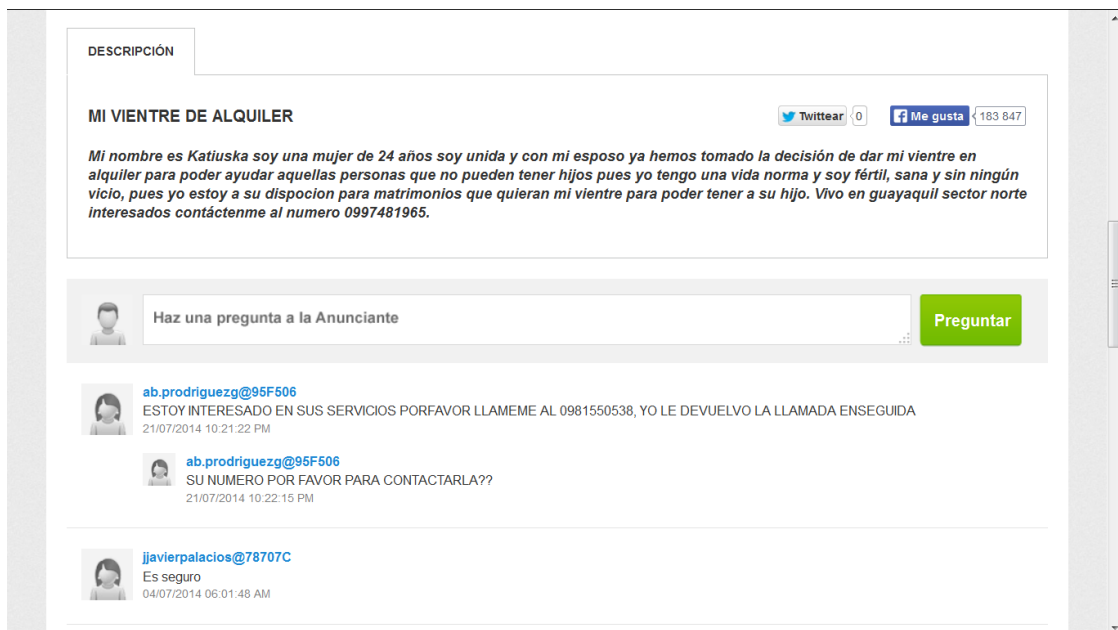 DESCRIPCIÓN
MI VIENTRE DE ALQUILER
Twittear 0 Me gusta 183 847
Mi nombre es Katiuska soy una mujer de 24 años soy unida y con mi esposo ya hemos tomado la decisión de dar mi vientre en
alquiler para poder ayudar aquellas personas que no pueden tener hijos pues yo tengo una vida norma y soy fértil, sana y sin ningún
vicio, pues yo estoy a su dispocion para matrimonios que quieran mi vientre para poder tener a su hijo. Vivo en guayaquil sector norte
interesados contáctenme al numero 0997481965.
Haz una pregunta a la Anunciante
Preguntar
ab.prodriguezg@95F506
ESTOY INTERESADO EN SUS SERVICIOS PORFAVOR LLAMEME AL 0981550538, YO LE DEVUELVO LA LLAMADA ENSEGUIDA
21/07/2014 10:21:22 PM
ab.prodriguezg@95F506
SU NUMERO POR FAVOR PARA CONTACTARLA??
21/07/2014 10:22:15 PM
jjavierpalacios@78707C
Es seguro
04/07/2014 06:01:48 AM